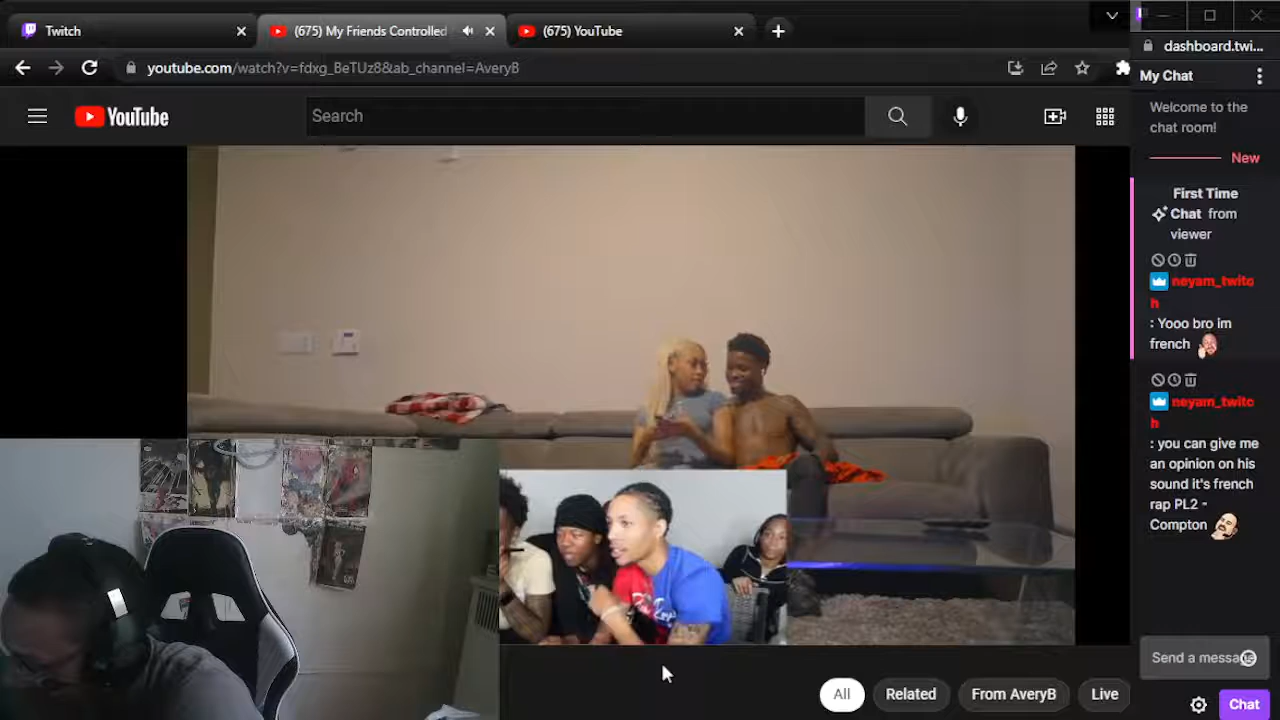 Twitch
(675) My Friends Controlled
(675) YouTube
youtube.com/watch?v=fdxg_BeTUz8&ab_channel=AveryB
dashboard.twi...
YouTube
Search
My Chat
Welcome to the
chat room!
New
First Time
Chat from
viewer
neyam_twitc
h
: Yooo bro im
french
neyam_twitc
h
: you can give me
an opinion on his
sound it's french
rap PL2 -
Compton
Send a messag
All
Related
From AveryB
Live
Chat